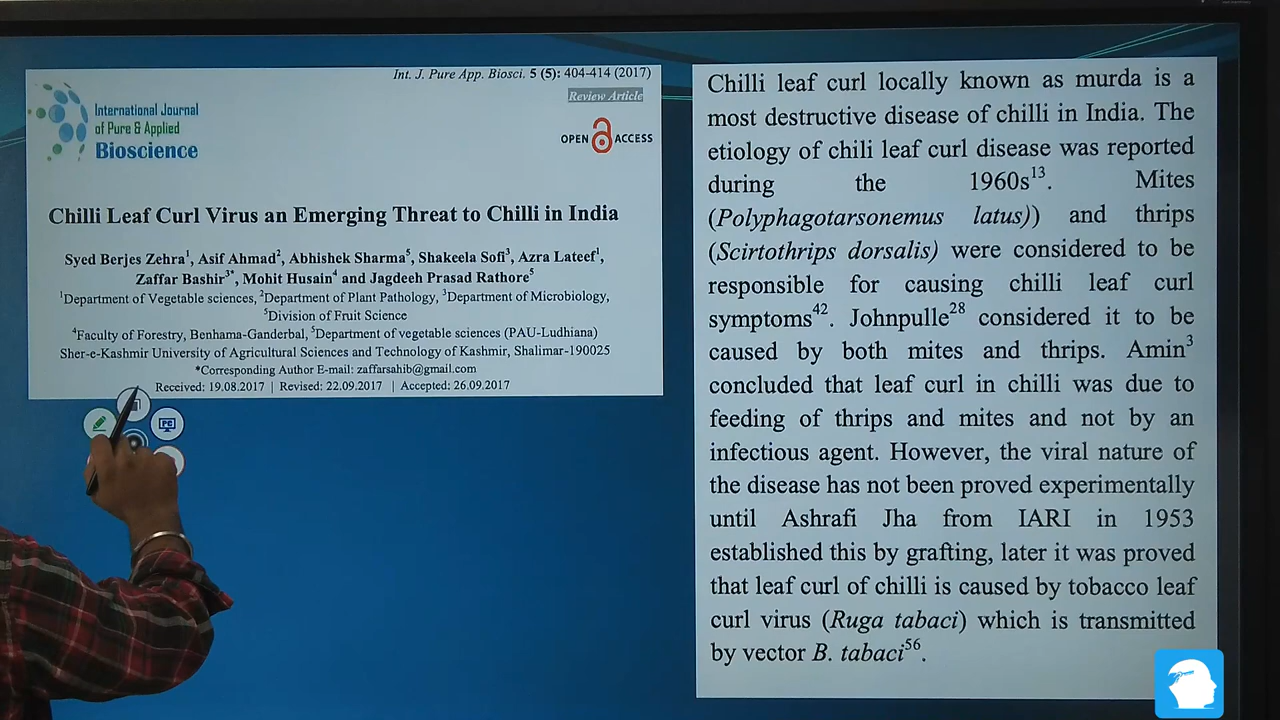 Int. J. Pure App. Biosci. 5 (5): 404-414 (2017)
Review Article
International Journal
of Pure & Applied
Bioscience
OPEN ACCESS
Chilli Leaf Curl Virus an Emerging Threat to Chilli in India
Syed Berjes Zehra1, Asif Ahmad2, Abhishek Sharma5, Shakeela Sofi3, Azra Lateef1,
Zaffar Bashir3*, Mohit Husain4 and Jagdeeh Prasad Rathore5
1Department of Vegetable sciences, 2Department of Plant Pathology, 3Department of Microbiology,
5Division of Fruit Science
4Faculty of Forestry, Benhama-Ganderbal, 5Department of vegetable sciences (PAU-Ludhiana)
Sher-e-Kashmir University of Agricultural Sciences and Technology of Kashmir, Shalimar-190025
*Corresponding Author E-mail: zaffarsahib@gmail.com
Received: 19.08.2017 | Revised: 22.09.2017 | Accepted: 26.09.2017
PC
Chilli leaf curl locally known as murda is a
most destructive disease of chilli in India. The
etiology of chili leaf curl disease was reported
during the 1960s13. Mites
(Polyphagotarsonemus latus)) and thrips
(Scirtothrips dorsalis) were considered to be
responsible for causing chilli leaf curl
symptoms42. Johnpulle28 considered it to be
caused by both mites and thrips. Amin3
concluded that leaf curl in chilli was due to
feeding of thrips and mites and not by an
infectious agent. However, the viral nature of
the disease has not been proved experimentally
until Ashrafi Jha from IARI in 1953
established this by grafting, later it was proved
that leaf curl of chilli is caused by tobacco leaf
curl virus (Ruga tabaci) which is transmitted
by vector B. tabaci56.